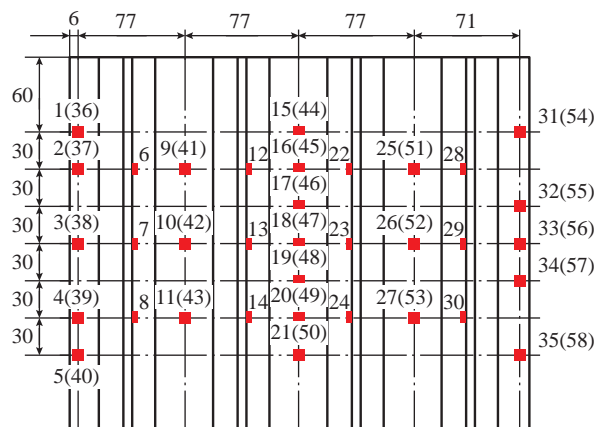 6 77 77 77 71
60
1(36) 15(44) 31(54)
30 2(37) 6 9(41) 12 16(45) 22 25(51) 28
30 17(46) 32(55)
30 3(38) 7 10(42) 13 18(47) 23 26(52) 29 33(56)
30 19(48) 34(57)
30 4(39) 8 11(43) 14 20(49) 24 27(53) 30
30 21(50) 35(58)
5(40)